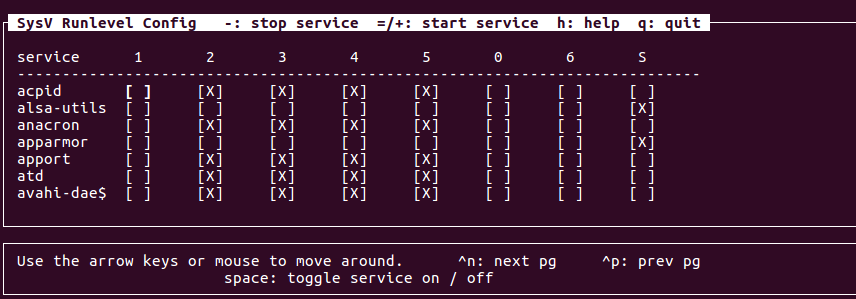 SysV Runlevel Config   -: stop service  =/+: start service  h: help  q: quit
service      1       2       3       4       5       0       6       S
----------------------------------------------------------------------------
acpid       [ ]     [X]     [X]     [X]     [X]     [ ]     [ ]     [ ]
alsa-utils  [ ]     [ ]     [ ]     [ ]     [ ]     [ ]     [ ]     [X]
anacron     [ ]     [X]     [X]     [X]     [X]     [ ]     [ ]     [ ]
apparmor    [ ]     [ ]     [ ]     [ ]     [ ]     [ ]     [ ]     [X]
apport      [ ]     [X]     [X]     [X]     [X]     [ ]     [ ]     [ ]
atd         [ ]     [X]     [X]     [X]     [X]     [ ]     [ ]     [ ]
avahi-dae$  [ ]     [X]     [X]     [X]     [X]     [ ]     [ ]     [ ]
Use the arrow keys or mouse to move around.      ^n: next pg     ^p: prev pg
space: toggle service on / off